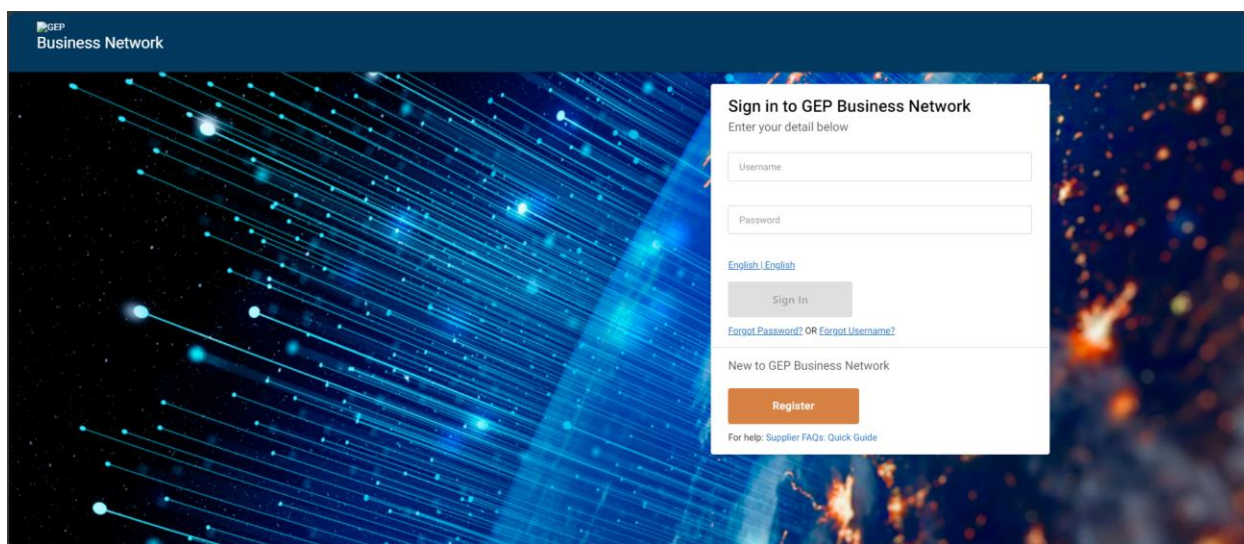 GEP
Business Network
Sign in to GEP Business Network
Enter your detail below
Username
Password
English | English
Sign In
Forgot Password? OR Forgot Username?
New to GEP Business Network
Register
For help: Supplier FAQs: Quick Guide